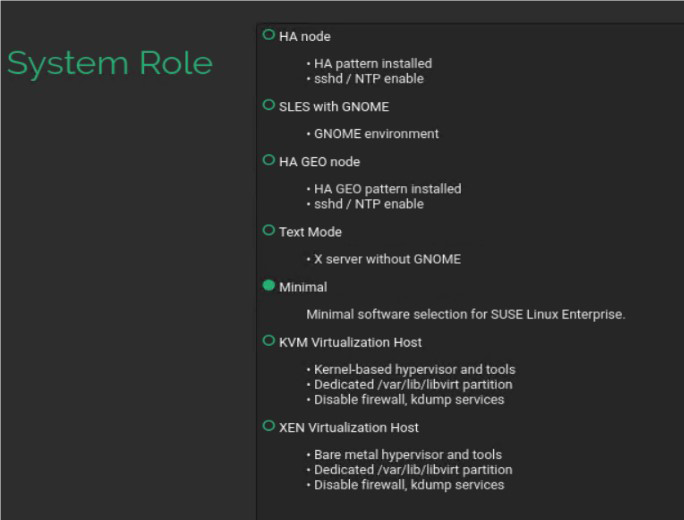 System Role
HA node
• HA pattern installed
• sshd / NTP enable
SLES with GNOME
• GNOME environment
HA GEO node
• HA GEO pattern installed
• sshd / NTP enable
Text Mode
• X server without GNOME
Minimal
Minimal software selection for SUSE Linux Enterprise.
KVM Virtualization Host
• Kernel-based hypervisor and tools
• Dedicated /var/lib/libvirt partition
• Disable firewall, kdump services
XEN Virtualization Host
• Bare metal hypervisor and tools
• Dedicated /var/lib/libvirt partition
• Disable firewall, kdump services